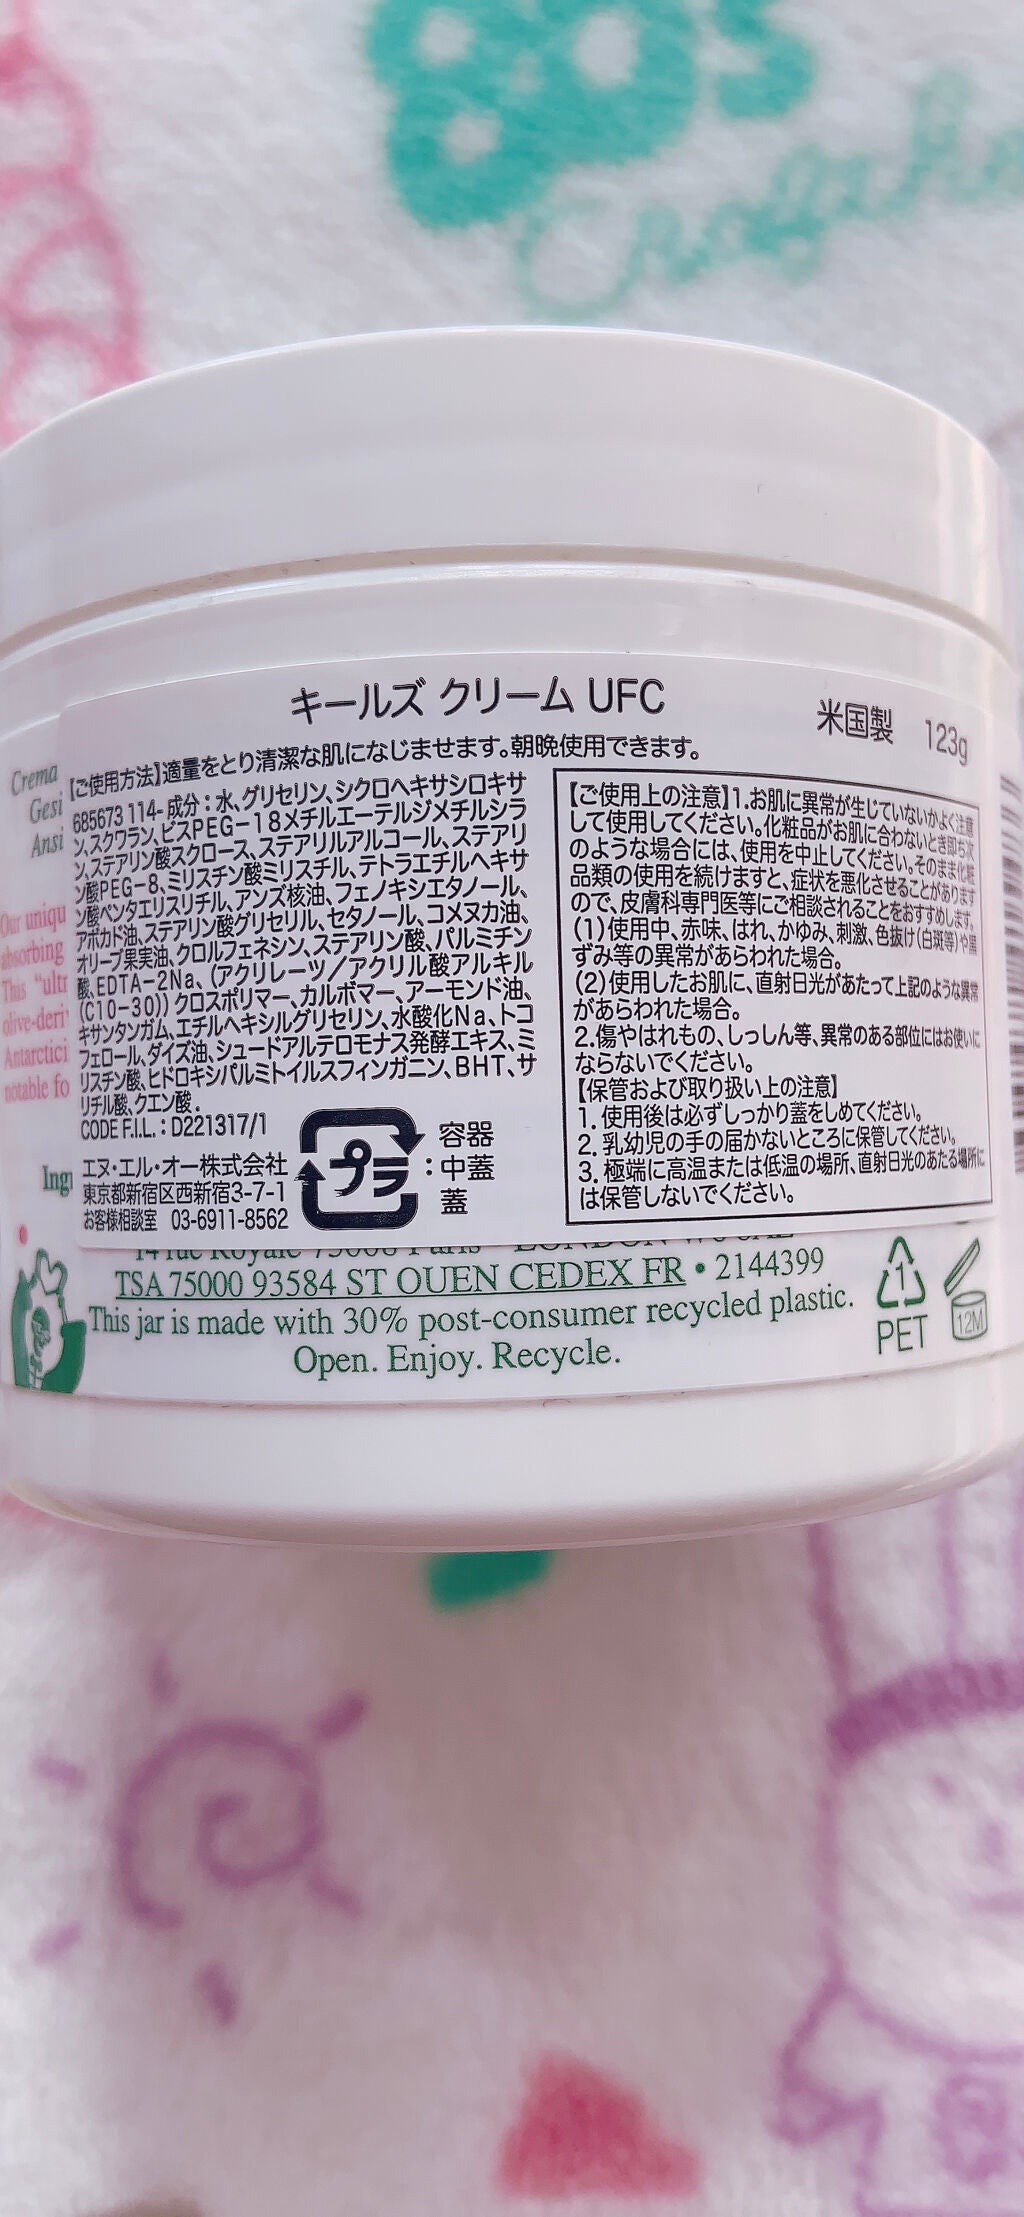 キールズ クリーム UFC
米国製 123g
【ご使用方法】適量をとり清潔な肌になじませます。朝晩使用できます。
685673 114- 成分：水、グリセリン、シクロヘキサシロキサ
ン、スクワラン、ビスPEG-18メチルエーテルジメチルシラ
ン、ステアリン酸スクロース、ステアリルアルコール、ステアリ
ン酸PEG-8、ミリスチン酸ミリスチル、テトラエチルヘキサ
ン酸ペンタエリスリチル、アンズ核油、フェノキシエタノール、
アボカド油、ステアリン酸グリセリル、セタノール、コメヌカ油、
オリーブ果実油、クロルフェネシン、ステアリン酸、パルミチン
酸、EDTA-2Na、(アクリレーツ／アクリル酸アルキル
(C10-30))クロスポリマー、カルボマー、アーモンド油、
キサンタンガム、エチルヘキシルグリセリン、水酸化Na、トコ
フェロール、ダイズ油、シュードアルテロモナス発酵エキス、ミ
リスチン酸、ヒドロキシパルミトイルスフィンガニン、BHT、サ
リチル酸、クエン酸.
CODE F.I.L. : D221317/1
エヌ・エル・オー株式会社
東京都新宿区西新宿3-7-1
お客様相談室 03-6911-8562
プラ
容器
：中蓋
蓋
【ご使用上の注意】1.お肌に異常が生じていないかよく注意
して使用してください。化粧品がお肌に合わないとき即ち次
のような場合には、使用を中止してください。そのまま化粧
品類の使用を続けますと、症状を悪化させることがあります
ので、皮膚科専門医等にご相談されることをおすすめします。
(1)使用中、赤味、はれ、かゆみ、刺激、色抜け(白斑等)や黒
ずみ等の異常があらわれた場合。
(2)使用したお肌に、直射日光があたって上記のような異常
があらわれた場合。
2.傷やはれもの、しっしん等、異常のある部位にはお使いに
ならないでください。
【保管および取り扱い上の注意】
1. 使用後は必ずしっかり蓋をしめてください。
2. 乳幼児の手の届かないところに保管してください。
3. 極端に高温または低温の場所、直射日光のあたる場所に
は保管しないでください。
Crema
Gesi
Ansi
Our uniqu
absorbing
This "ultr
olive-deri
Antarctici
notable fo
Ing
14 rue Royale 75008 Paris
TSA 75000 93584 ST OUEN CEDEX FR • 2144399
This jar is made with 30% post-consumer recycled plastic.
Open. Enjoy. Recycle.
1
PET
12M